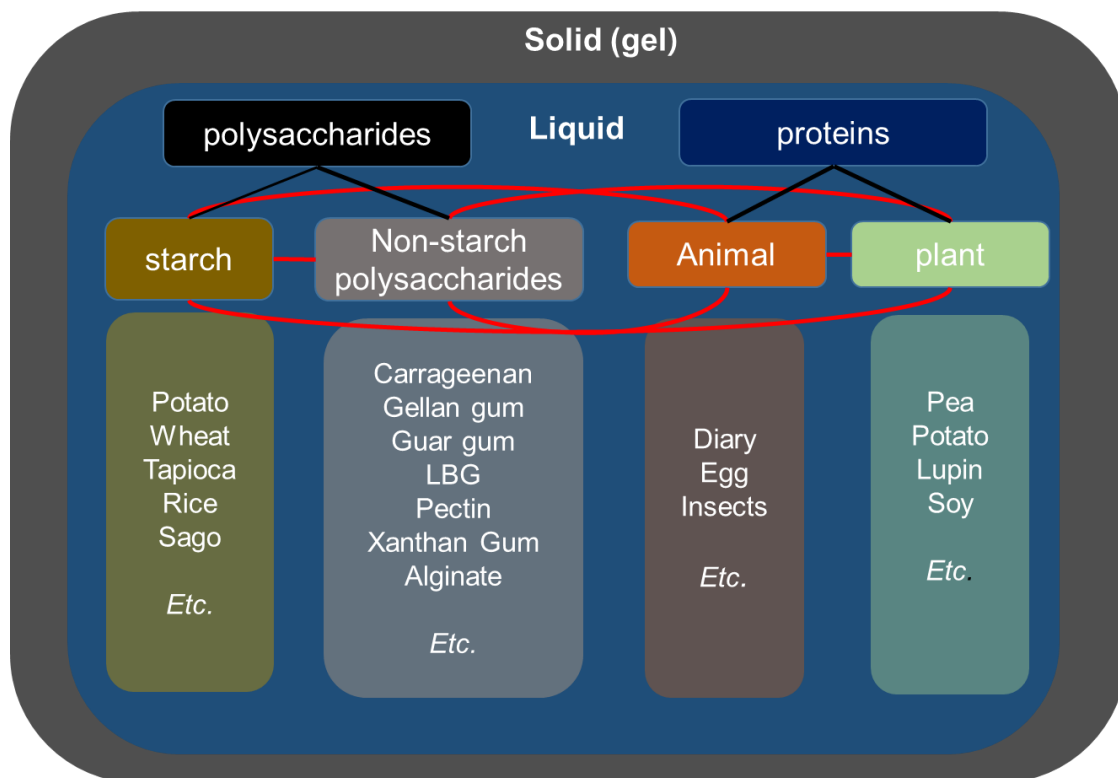 Solid (gel)
polysaccharides
Liquid
proteins
starch
Non-starch
polysaccharides
Animal
plant
Potato
Wheat
Tapioca
Rice
Sago
Etc.
Carrageenan
Gellan gum
Guar gum
LBG
Pectin
Xanthan Gum
Alginate
Etc.
Diary
Egg
Insects
Etc.
Pea
Potato
Lupin
Soy
Etc.